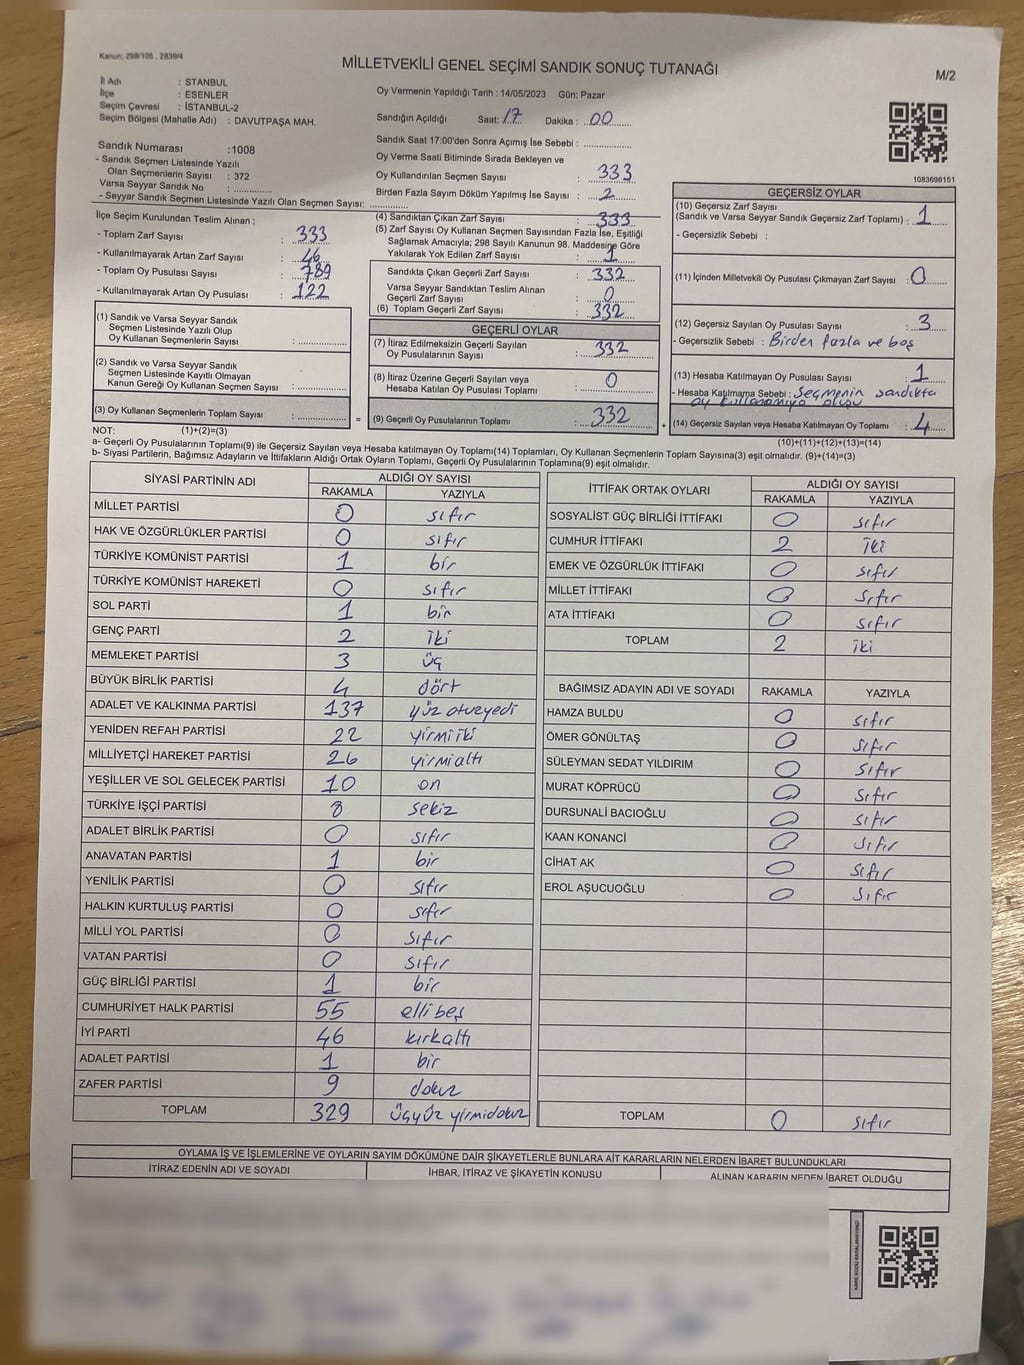 Kanun: 298/105 , 2839/4
MİLLETVEKİLİ GENEL SEÇİMİ SANDIK SONUÇ TUTANAĞI
M/2
İl Adı : STANBUL
İlçe : ESENLER
Seçim Çevresi : İSTANBUL-2
Seçim Bölgesi (Mahalle Adı) : DAVUTPAŞA MAH.
Sandık Numarası :1008
- Sandık Seçmen Listesinde Yazılı
Olan Seçmenlerin Sayısı : 372
Varsa Seyyar Sandık No :
- Seyyar Sandık Seçmen Listesinde Yazılı Olan Seçmen Sayısı:
Oy Vermenin Yapıldığı Tarih : 14/05/2023 Gün: Pazar
Sandığın Açıldığı Saat: 17 Dakika : 00
Sandık Saat 17:00'den Sonra Açımış İse Sebebi :
Oy Verme Saati Bitiminde Sırada Bekleyen ve
Oy Kullandırılan Seçmen Sayısı : 333
Birden Fazla Sayım Döküm Yapılmış İse Sayısı : 2
1083696151
İlçe Seçim Kurulundan Teslim Alınan ;
- Toplam Zarf Sayısı : 333
- Kullanılmayarak Artan Zarf Sayısı : 46
- Toplam Oy Pusulası Sayısı : 789
- Kullanılmayarak Artan Oy Pusulası : 122
(4) Sandıktan Çıkan Zarf Sayısı : 333
(5) Zarf Sayısı Oy Kullanan Seçmen Sayısından Fazla İse, Eşitliği
Sağlamak Amacıyla; 298 Sayılı Kanunun 98. Maddesine Göre
Yakılarak Yok Edilen Zarf Sayısı : 1
Sandıkta Çıkan Geçerli Zarf Sayısı : 332
Varsa Seyyar Sandıktan Teslim Alınan
Geçerli Zarf Sayısı : 0
(6) Toplam Geçerli Zarf Sayısı : 332
GEÇERSİZ OYLAR
(10) Geçersiz Zarf Sayısı
(Sandık ve Varsa Seyyar Sandık Geçersiz Zarf Toplamı) : 1
- Geçersizlik Sebebi :
(11) İçinden Milletvekili Oy Pusulası Çıkmayan Zarf Sayısı : 0
(12) Geçersiz Sayılan Oy Pusulası Sayısı : 3
- Geçersizlik Sebebi : Birden fazla ve boş
(13) Hesaba Katılmayan Oy Pusulası Sayısı : 1
- Hesaba Katılmama Sebebi : Seçmenin sandıkta
oy kullanamıyor oluşu
(14) Geçersiz Sayılan veya Hesaba Katılmayan Oy Toplamı : 4
(10)+(11)+(12)+(13)=(14)
(1) Sandık ve Varsa Seyyar Sandık
Seçmen Listesinde Yazılı Olup
Oy Kullanan Seçmenlerin Sayısı :
(2) Sandık ve Varsa Seyyar Sandık
Seçmen Listesinde Kayıtlı Olmayan
Kanun Gereği Oy Kullanan Seçmen Sayısı :
(3) Oy Kullanan Seçmenlerin Toplam Sayısı :
GEÇERLİ OYLAR
(7) İtiraz Edilmeksizin Geçerli Sayılan
Oy Pusulalarının Sayısı : 332
(8) İtiraz Üzerine Geçerli Sayılan veya
Hesaba Katılan Oy Pusulası Toplamı : 0
= (9) Geçerli Oy Pusulalarının Toplamı : 332 +
NOT: (1)+(2)=(3)
a- Geçerli Oy Pusulalarının Toplamı(9) ile Geçersiz Sayılan veya Hesaba katılmayan Oy Toplamı(14) Toplamları, Oy Kullanan Seçmenlerin Toplam Sayısına(3) eşit olmalıdır. (9)+(14)=(3)
b- Siyasi Partilerin, Bağımsız Adayların ve İttifakların Aldığı Ortak Oyların Toplamı, Geçerli Oy Pusulalarının Toplamına(9) eşit olmalıdır.
SİYASİ PARTİNİN ADI ALDIĞI OY SAYISI
RAKAMLA YAZIYLA
MİLLET PARTİSİ 0 sıfır
HAK VE ÖZGÜRLÜKLER PARTİSİ 0 sıfır
TÜRKİYE KOMÜNİST PARTİSİ 1 bir
TÜRKİYE KOMÜNİST HAREKETİ 0 sıfır
SOL PARTİ 1 bir
GENÇ PARTİ 2 iki
MEMLEKET PARTİSİ 3 üç
BÜYÜK BİRLİK PARTİSİ 4 dört
ADALET VE KALKINMA PARTİSİ 137 yüz otuzyedi
YENİDEN REFAH PARTİSİ 22 yirmi iki
MİLLİYETÇİ HAREKET PARTİSİ 26 yirmialtı
YEŞİLLER VE SOL GELECEK PARTİSİ 10 on
TÜRKİYE İŞÇİ PARTİSİ 8 sekiz
ADALET BİRLİK PARTİSİ 0 sıfır
ANAVATAN PARTİSİ 1 bir
YENİLİK PARTİSİ 0 sıfır
HALKIN KURTULUŞ PARTİSİ 0 sıfır
MİLLİ YOL PARTİSİ 0 sıfır
VATAN PARTİSİ 0 sıfır
GÜÇ BİRLİĞİ PARTİSİ 1 bir
CUMHURİYET HALK PARTİSİ 55 elli beş
İYİ PARTİ 46 kırkaltı
ADALET PARTİSİ 1 bir
ZAFER PARTİSİ 9 dokuz
TOPLAM 329 üçyüz yirmidokuz
İTTİFAK ORTAK OYLARI ALDIĞI OY SAYISI
RAKAMLA YAZIYLA
SOSYALİST GÜÇ BİRLİĞİ İTTİFAKI 0 sıfır
CUMHUR İTTİFAKI 2 iki
EMEK VE ÖZGÜRLÜK İTTİFAKI 0 sıfır
MİLLET İTTİFAKI 0 sıfır
ATA İTTİFAKI 0 sıfır
TOPLAM 2 iki
BAĞIMSIZ ADAYIN ADI VE SOYADI RAKAMLA YAZIYLA
HAMZA BULDU 0 sıfır
ÖMER GÖNÜLTAŞ 0 sıfır
SÜLEYMAN SEDAT YILDIRIM 0 sıfır
MURAT KÖPRÜCÜ 0 sıfır
DURSUNALİ BACIOĞLU 0 sıfır
KAAN KONANCİ 0 sıfır
CİHAT AK 0 sıfır
EROL AŞUCUOĞLU 0 sıfır
TOPLAM 0 sıfır
OYLAMA İŞ VE İŞLEMLERİNE VE OYLARIN SAYIM DÖKÜMÜNE DAİR ŞİKAYETLERLE BUNLARA AİT KARARLARIN NELERDEN İBARET BULUNDUKLARI
İTİRAZ EDENİN ADI VE SOYADI İHBAR, İTİRAZ VE ŞİKAYETİN KONUSU ALINAN KARARIN NEDEN İBARET OLDUĞU